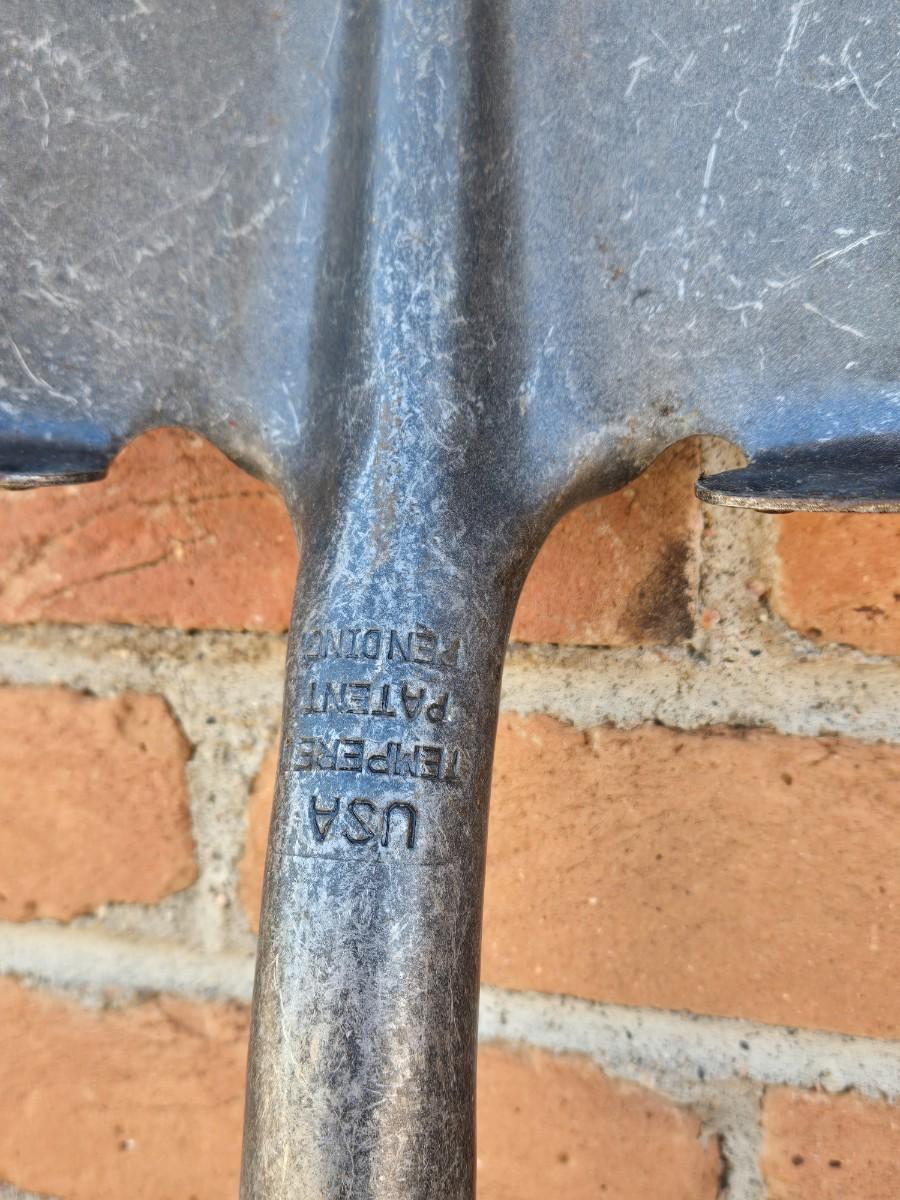 USA
TEMPERED
PATENT
PENDING